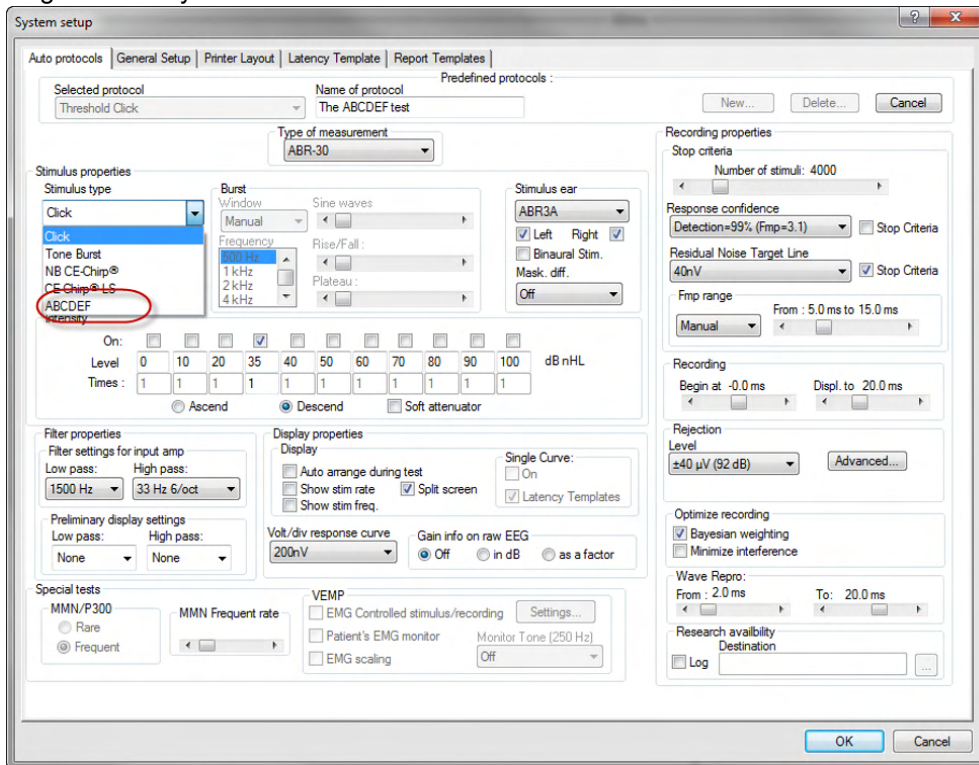 System setup
Auto protocols General Setup Printer Layout Latency Template Report Templates
Predefined protocols :
Selected protocol Name of protocol
Threshold Click The ABCDEF test New... Delete... Cancel
Type of measurement
ABR-30
Stimulus properties
Stimulus type
Click
Click
Tone Burst
NB CE-Chirp®
CE-Chirp® LS
ABCDEF
Burst
Window Sine waves
Manual
Frequency Rise/Fall :
500 Hz
1 kHz
2 kHz Plateau :
4 kHz
Stimulus ear
ABR3A
Left Right
Binaural Stim.
Mask. diff.
Off
Intensity
On:
Level 0 10 20 35 40 50 60 70 80 90 100 dB nHL
Times : 1 1 1 1 1 1 1 1 1 1 1
Ascend Descend Soft attenuator
Filter properties
Filter settings for input amp
Low pass: High pass:
1500 Hz 33 Hz 6/oct
Preliminary display settings
Low pass: High pass:
None None
Display properties
Display
Auto arrange during test
Show stim rate Split screen
Show stim freq.
Single Curve:
On
Latency Templates
Volt/div response curve
200nV
Gain info on raw EEG
Off in dB as a factor
Special tests
MMN/P300
Rare
Frequent
MMN Frequent rate
VEMP
EMG Controlled stimulus/recording Settings...
Patient's EMG monitor Monitor Tone (250 Hz)
EMG scaling Off
Recording properties
Stop criteria
Number of stimuli: 4000
Response confidence
Detection=99% (Fmp=3.1) Stop Criteria
Residual Noise Target Line
40nV Stop Criteria
Fmp range
From : 5.0 ms to 15.0 ms
Manual
Recording
Begin at -0.0 ms Displ. to 20.0 ms
Rejection
Level
±40 µV (92 dB) Advanced...
Optimize recording
Bayesian weighting
Minimize interference
Wave Repro:
From : 2.0 ms To: 20.0 ms
Research availbility
Destination
Log ...
OK Cancel